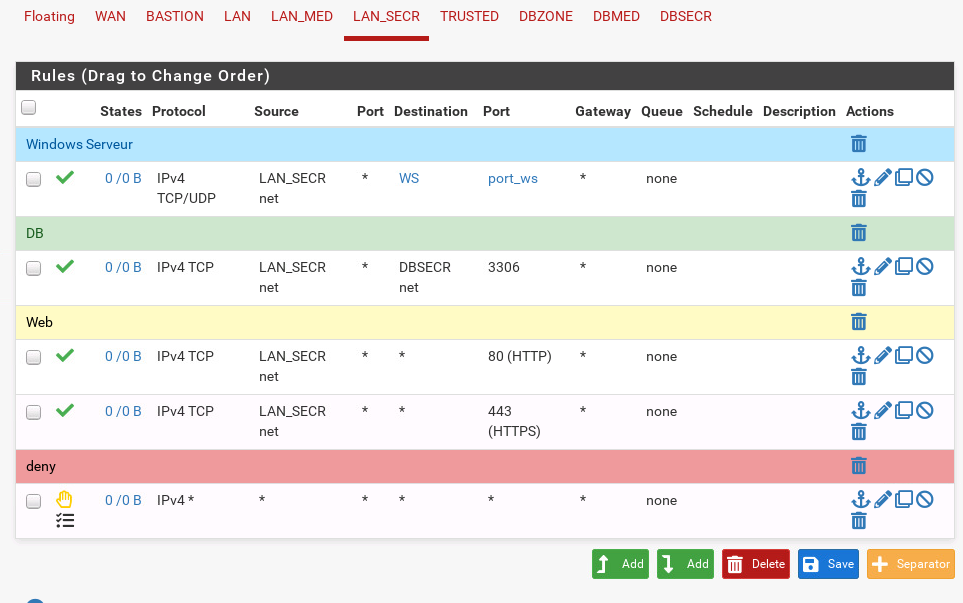 Floating WAN BASTION LAN LAN_MED LAN_SECR TRUSTED DBZONE DBMED DBSECR
Rules (Drag to Change Order)
States Protocol Source Port Destination Port Gateway Queue Schedule Description Actions
Windows Serveur
0 /0 B IPv4 LAN_SECR * WS port_ws * none
TCP/UDP net
DB
0 /0 B IPv4 TCP LAN_SECR * DBSECR 3306 * none
net net
Web
0 /0 B IPv4 TCP LAN_SECR * * 80 (HTTP) * none
net
0 /0 B IPv4 TCP LAN_SECR * * 443 * none
net (HTTPS)
deny
0 /0 B IPv4 * * * * * * none
Add Add Delete Save Separator